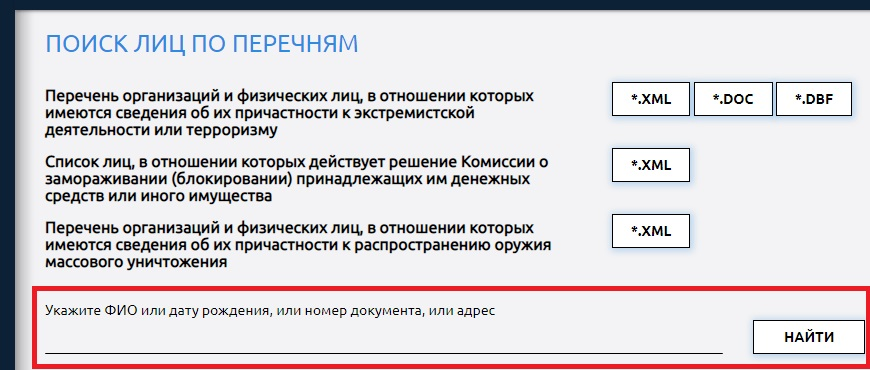 ПОИСК ЛИЦ ПО ПЕРЕЧНЯМ
Перечень организаций и физических лиц, в отношении которых
имеются сведения об их причастности к экстремистской
деятельности или терроризму
*.XML
*.DOC
*.DBF
Список лиц, в отношении которых действует решение Комиссии о
замораживании (блокировании) принадлежащих им денежных
средств или иного имущества
*.XML
Перечень организаций и физических лиц, в отношении которых
имеются сведения об их причастности к распространению оружия
массового уничтожения
*.XML
Укажите ФИО или дату рождения, или номер документа, или адрес
НАЙТИ